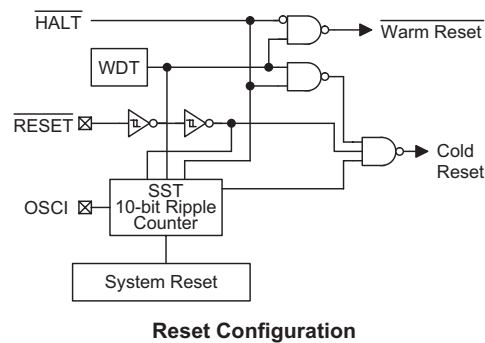 HALT
Warm Reset
WDT
RESET
Cold
Reset
SST
10-bit Ripple
Counter
OSCI
System Reset
Reset Configuration